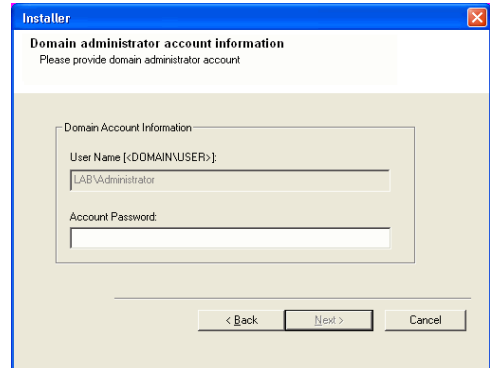 Installer
Domain administrator account information
Please provide domain administrator account
Domain Account Information
User Name [<DOMAIN\USER>]:
LAB\Administrator
Account Password:
< Back
Next >
Cancel